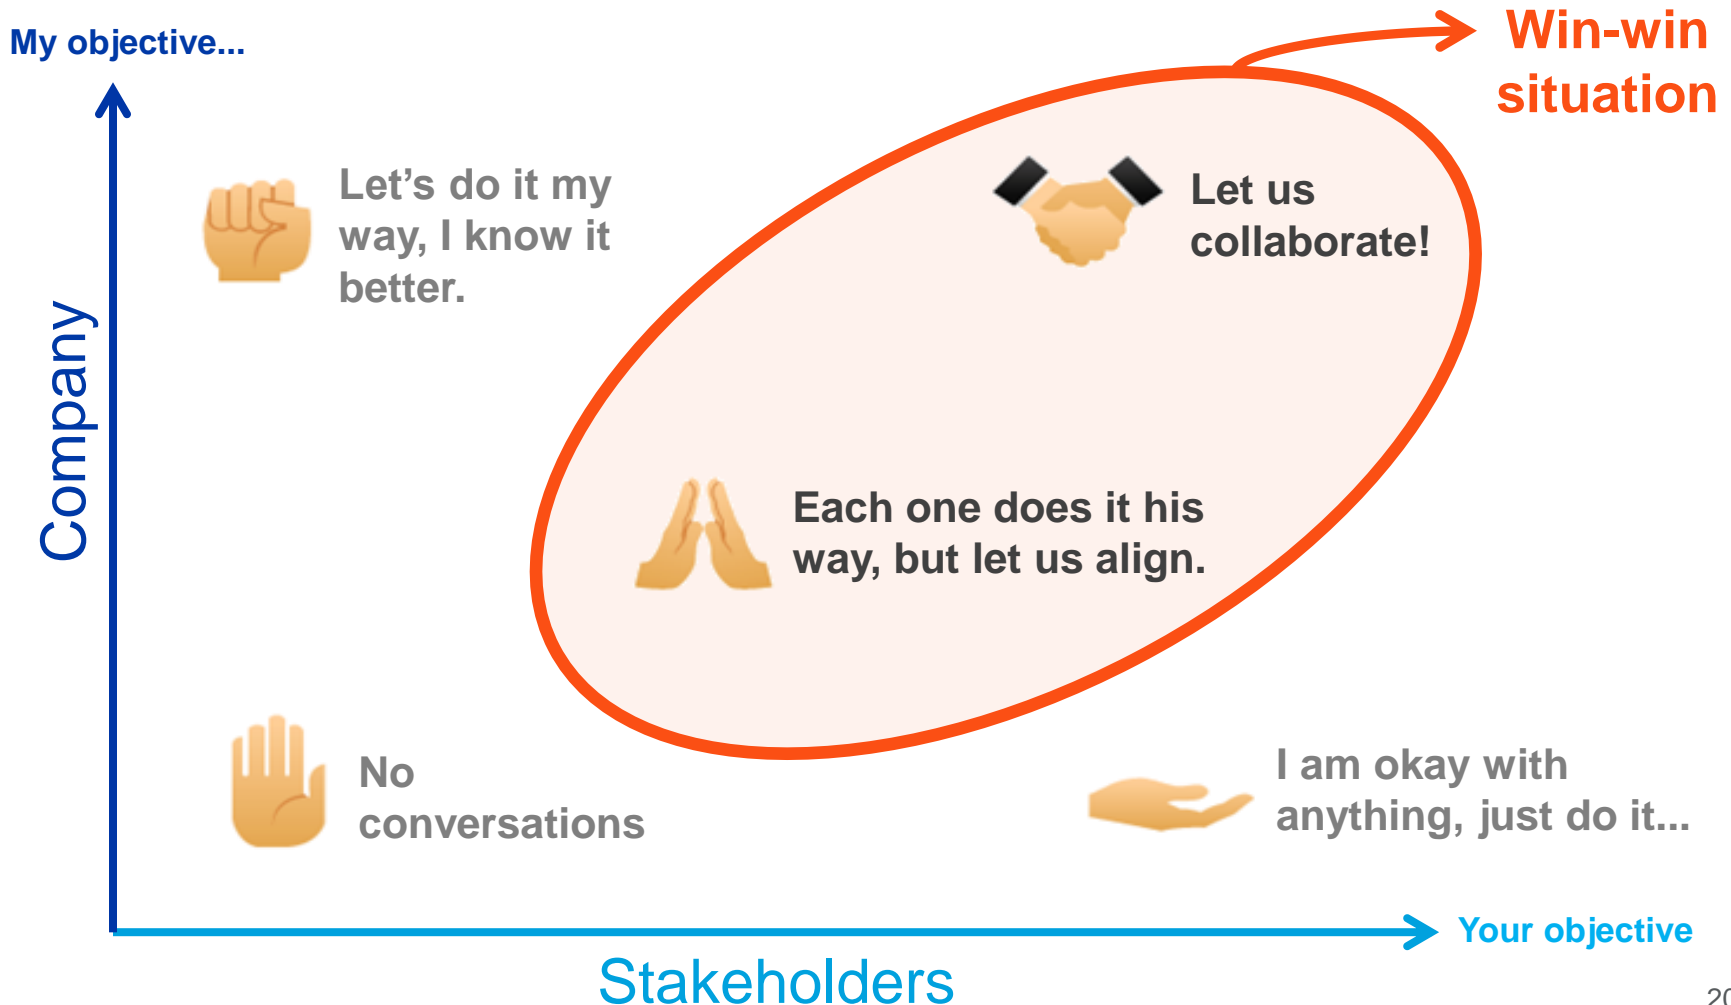 My objective...
Win-win
situation
Let’s do it my
way, I know it
better.
Let us
collaborate!
Company
Each one does it his
way, but let us align.
No
conversations
I am okay with
anything, just do it...
Your objective
Stakeholders
20